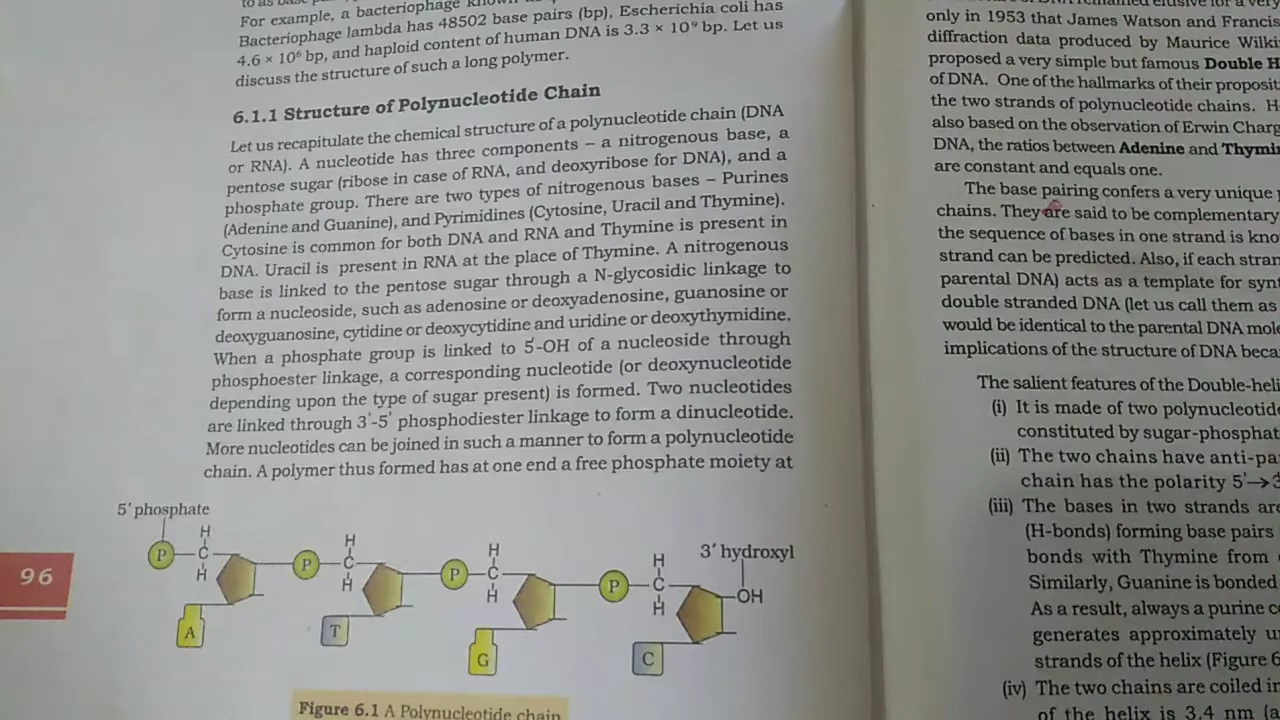 For example, a bacteriophage known
Bacteriophage lambda has 48502 base pairs (bp), Escherichia coli has
4.6 × 10⁶ bp, and haploid content of human DNA is 3.3 × 10⁹ bp. Let us
discuss the structure of such a long polymer.
6.1.1 Structure of Polynucleotide Chain
Let us recapitulate the chemical structure of a polynucleotide chain (DNA
or RNA). A nucleotide has three components – a nitrogenous base, a
pentose sugar (ribose in case of RNA, and deoxyribose for DNA), and a
phosphate group. There are two types of nitrogenous bases – Purines
(Adenine and Guanine), and Pyrimidines (Cytosine, Uracil and Thymine).
Cytosine is common for both DNA and RNA and Thymine is present in
DNA. Uracil is present in RNA at the place of Thymine. A nitrogenous
base is linked to the pentose sugar through a N-glycosidic linkage to
form a nucleoside, such as adenosine or deoxyadenosine, guanosine or
deoxyguanosine, cytidine or deoxycytidine and uridine or deoxythymidine.
When a phosphate group is linked to 5'-OH of a nucleoside through
phosphoester linkage, a corresponding nucleotide (or deoxynucleotide
depending upon the type of sugar present) is formed. Two nucleotides
are linked through 3'-5' phosphodiester linkage to form a dinucleotide.
More nucleotides can be joined in such a manner to form a polynucleotide
chain. A polymer thus formed has at one end a free phosphate moiety at
5' phosphate
3' hydroxyl
H H H H
P C P C P C P C
H H H H
OH
A T G C
96
Figure 6.1 A Polynucleotide chain
only in 1953 that James Watson and Francis
diffraction data produced by Maurice Wilki
proposed a very simple but famous Double H
of DNA. One of the hallmarks of their proposit
the two strands of polynucleotide chains. H
also based on the observation of Erwin Charg
DNA, the ratios between Adenine and Thymi
are constant and equals one.
The base pairing confers a very unique
chains. They are said to be complementary
the sequence of bases in one strand is kno
strand can be predicted. Also, if each stran
parental DNA) acts as a template for synt
double stranded DNA (let us call them as
would be identical to the parental DNA mole
implications of the structure of DNA beca
The salient features of the Double-heli
(i) It is made of two polynucleotide
constituted by sugar-phosphat
(ii) The two chains have anti-pa
chain has the polarity 5'→3
(iii) The bases in two strands are
(H-bonds) forming base pairs
bonds with Thymine from
Similarly, Guanine is bonded
As a result, always a purine c
generates approximately u
strands of the helix (Figure 6
(iv) The two chains are coiled in
of the helix is 3.4 nm (a